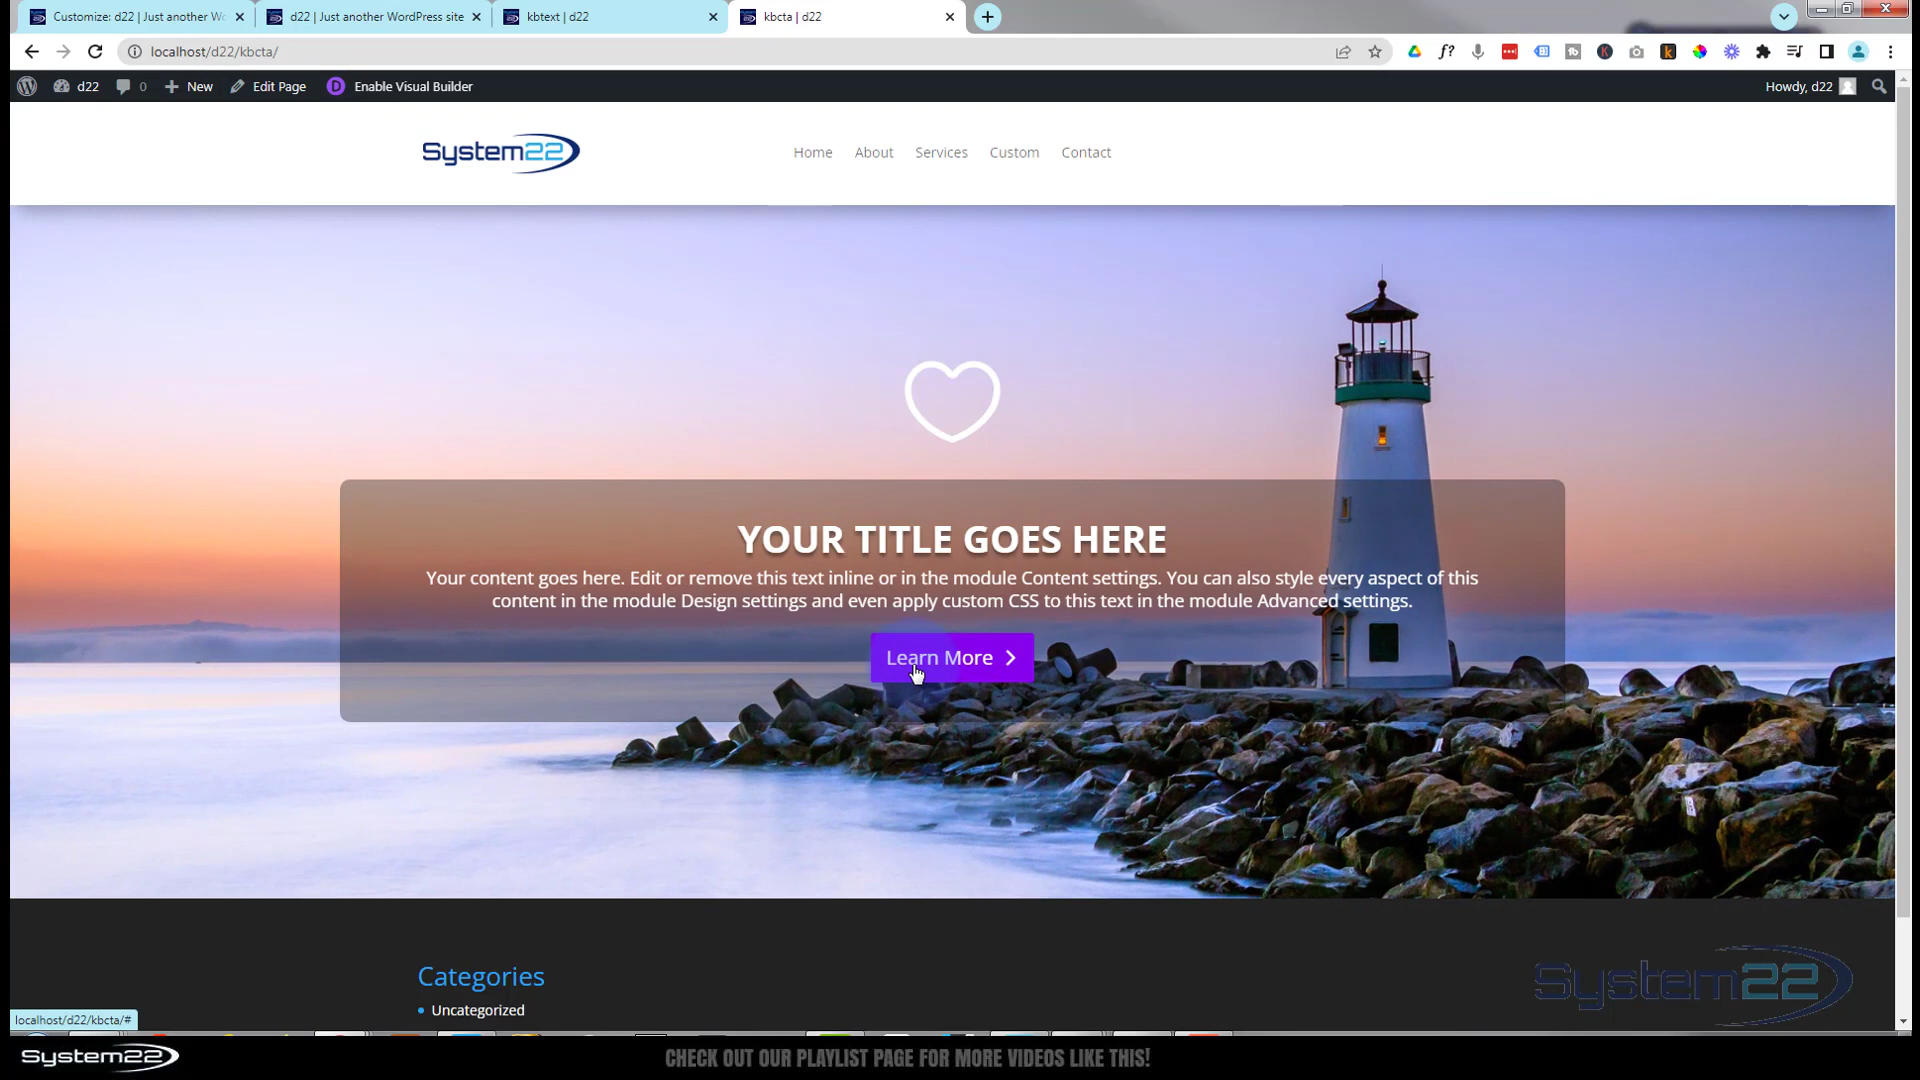 Customize: d22 | Just another Wo
d22 | Just another WordPress site
kbtext | d22
kbcta | d22
localhost/d22/kbcta/
f?
d22
0
New
Edit Page
D
Enable Visual Builder
Howdy, d22
System22
Home
About
Services
Custom
Contact
YOUR TITLE GOES HERE
Your content goes here. Edit or remove this text inline or in the module Content settings. You can also style every aspect of this
content in the module Design settings and even apply custom CSS to this text in the module Advanced settings.
Learn More
Categories
Uncategorized
System22
localhost/d22/kbcta/#
System22
CHECK OUT OUR PLAYLIST PAGE FOR MORE VIDEOS LIKE THIS!